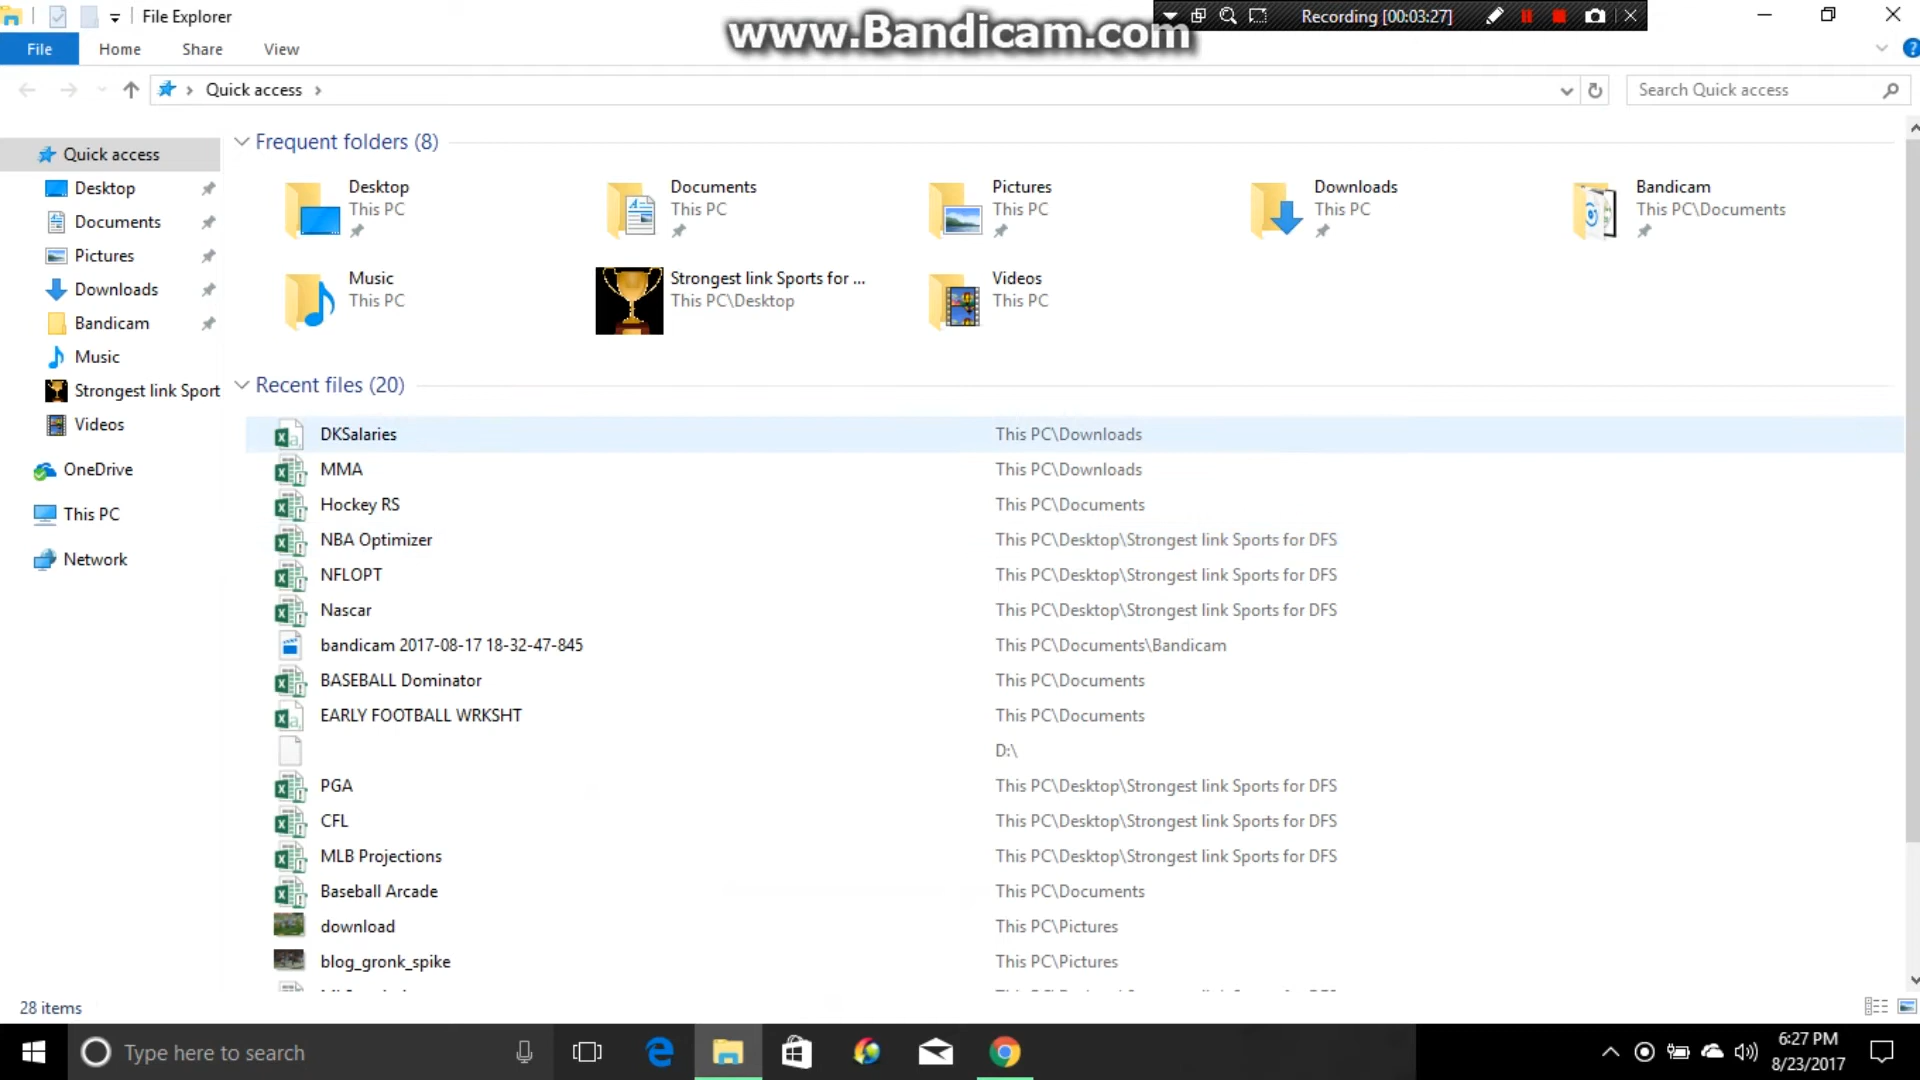 File Explorer
www.Bandicam.com
Recording [00:03:27]
File Home Share View
Quick access
Search Quick access
Quick access
Desktop
Documents
Pictures
Downloads
Bandicam
Music
Strongest link Sport
Videos
OneDrive
This PC
Network
Frequent folders (8)
Desktop
This PC
Documents
This PC
Pictures
This PC
Downloads
This PC
Bandicam
This PC\Documents
Music
This PC
Strongest link Sports for ...
This PC\Desktop
Videos
This PC
Recent files (20)
DKSalaries This PC\Downloads
MMA This PC\Downloads
Hockey RS This PC\Documents
NBA Optimizer This PC\Desktop\Strongest link Sports for DFS
NFLOPT This PC\Desktop\Strongest link Sports for DFS
Nascar This PC\Desktop\Strongest link Sports for DFS
bandicam 2017-08-17 18-32-47-845 This PC\Documents\Bandicam
BASEBALL Dominator This PC\Documents
EARLY FOOTBALL WRKSHT This PC\Documents
D:\
PGA This PC\Desktop\Strongest link Sports for DFS
CFL This PC\Desktop\Strongest link Sports for DFS
MLB Projections This PC\Desktop\Strongest link Sports for DFS
Baseball Arcade This PC\Documents
download This PC\Pictures
blog_gronk_spike This PC\Pictures
28 items
Type here to search
6:27 PM
8/23/2017